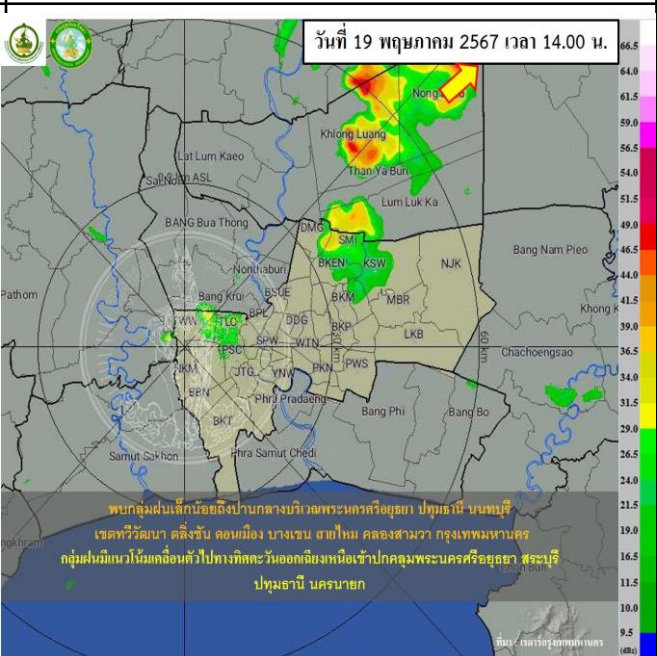 วันที่ 19 พฤษภาคม 2567 เวลา 14.00 น.
66.5
64.0
61.5
59.0
56.5
54.0
51.5
49.0
46.5
44.0
41.5
39.0
36.5
34.0
31.5
29.0
26.5
24.0
21.5
19.0
16.5
11.5
10.0
9.5
(dBz)
Khlong Luang
Lat Lum Kaeo
km ASL
Than Ya Buri
Lum Luk Ka
BANG Bua Thong
DMG
SMI
BKEN
KSW
NJK
Bang Nam Pieo
Nonthaburi
Pathom
Bang Krui
BSUE
BKM
MBR
Khong K
WW
TLC
BPL
DDG
BKP
LKB
PSC
SPW
WTN
30 km
60 km
Chachoengsao
NKM
JTG
YNW
PKN
PWS
BBN
Phra Pradaeng
Bang Phi
Bang Bo
BKT
Samut Sakhon
Phra Samut Chedi
พบกลุ่มฝนเล็กน้อยถึงปานกลางบริเวณพระนครศรีอยุธยา ปทุมธานี นนทบุรี
เขตทวีวัฒนา ตลิ่งชัน ดอนเมือง บางเขน สายไหม คลองสามวา กรุงเทพมหานคร
กลุ่มฝนมีแนวโน้มเคลื่อนตัวไปทางทิศตะวันออกเฉียงเหนือเข้าปกคลุมพระนครศรีอยุธยา สระบุรี
ปทุมธานี นครนายก
ที่มา : เรดาร์กรุงเทพมหานคร